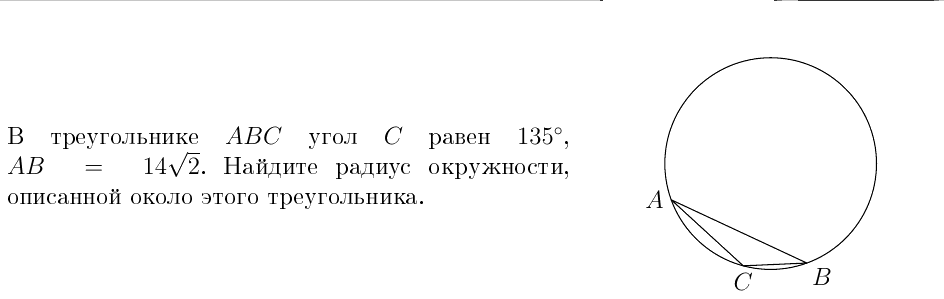 В треугольнике ABC угол C равен 135°,
AB = 14√2. Найдите радиус окружности,
описанной около этого треугольника.
A
C
B